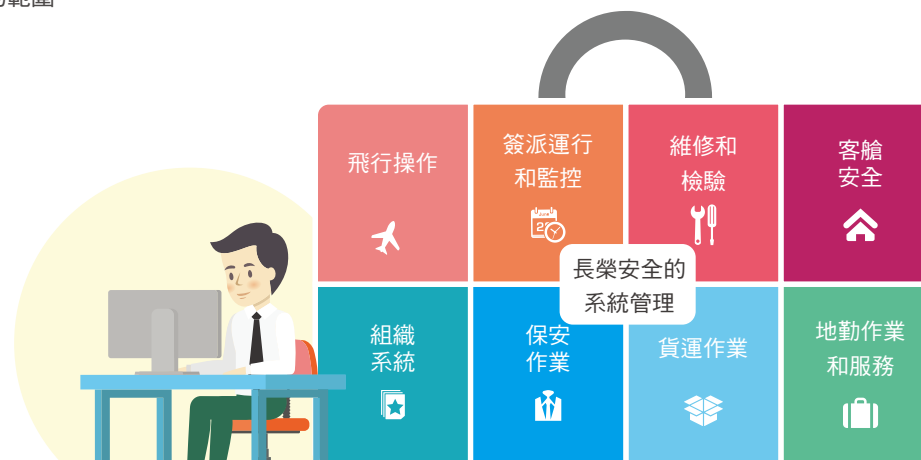 範圍
飛行操作
簽派運行
和監控
維修和
檢驗
客艙
安全
長榮安全的
系統管理
組織
系統
保安
作業
貨運作業
地勤作業
和服務